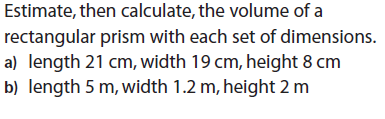 Estimate, then calculate, the volume of a
rectangular prism with each set of dimensions.
a) length 21 cm, width 19 cm, height 8 cm
b) length 5 m, width 1.2 m, height 2 m